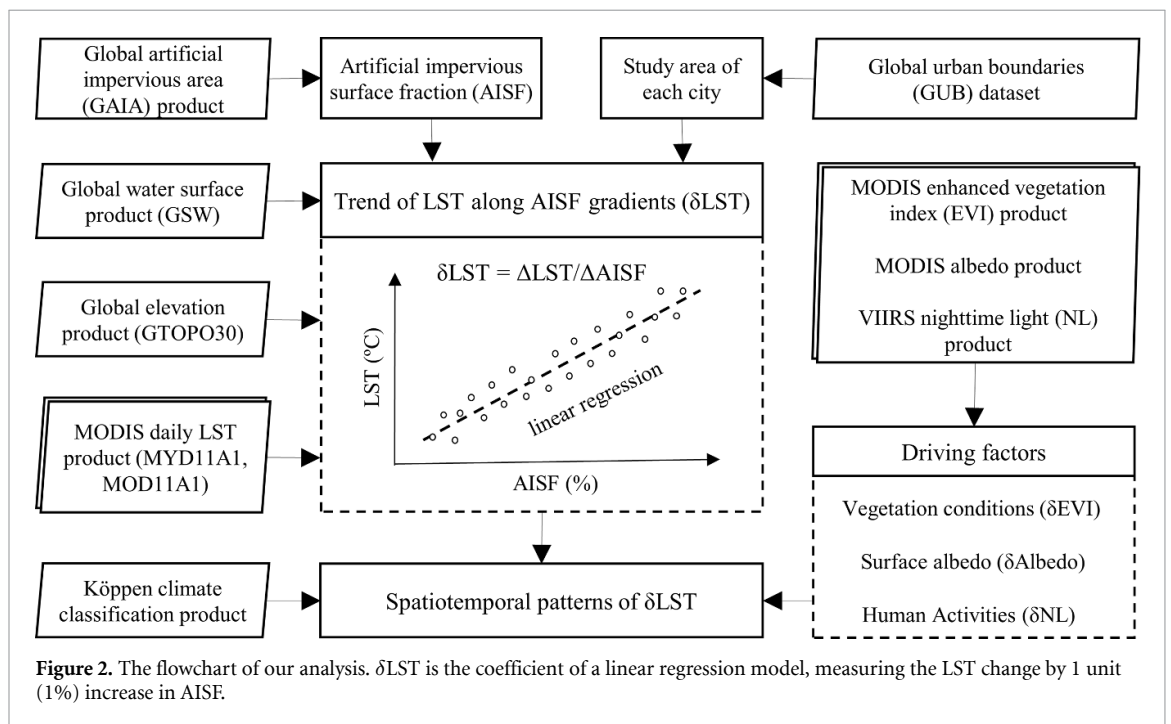 Global artificial
impervious area
(GAIA) product
Artificial impervious
surface fraction (AISF)
Study area of
each city
Global urban boundaries
(GUB) dataset
Global water surface
product (GSW)
Trend of LST along AISF gradients (δLST)
MODIS enhanced vegetation
index (EVI) product
MODIS albedo product
VIIRS nighttime light (NL)
product
Global elevation
product (GTOPO30)
δLST = ΔLST/ΔAISF
LST (ºC)
linear regression
AISF (%)
MODIS daily LST
product (MYD11A1,
MOD11A1)
Driving factors
Vegetation conditions (δEVI)
Surface albedo (δAlbedo)
Human Activities (δNL)
Köppen climate
classification product
Spatiotemporal patterns of δLST
Figure 2. The flowchart of our analysis. δLST is the coefficient of a linear regression model, measuring the LST change by 1 unit
(1%) increase in AISF.